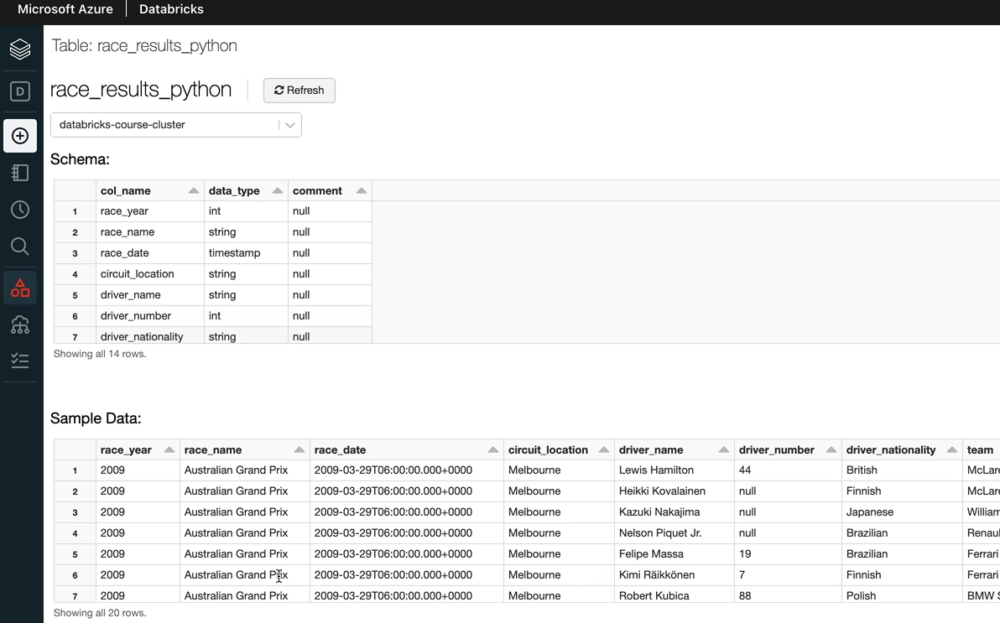 Microsoft Azure Databricks
Table: race_results_python
D
race_results_python Refresh
databricks-course-cluster
Schema:
col_name data_type comment
1 race_year int null
2 race_name string null
3 race_date timestamp null
4 circuit_location string null
5 driver_name string null
6 driver_number int null
7 driver_nationality string null
Showing all 14 rows.
Sample Data:
race_year race_name race_date circuit_location driver_name driver_number driver_nationality team
1 2009 Australian Grand Prix 2009-03-29T06:00:00.000+0000 Melbourne Lewis Hamilton 44 British McLare
2 2009 Australian Grand Prix 2009-03-29T06:00:00.000+0000 Melbourne Heikki Kovalainen null Finnish McLare
3 2009 Australian Grand Prix 2009-03-29T06:00:00.000+0000 Melbourne Kazuki Nakajima null Japanese William
4 2009 Australian Grand Prix 2009-03-29T06:00:00.000+0000 Melbourne Nelson Piquet Jr. null Brazilian Renaul
5 2009 Australian Grand Prix 2009-03-29T06:00:00.000+0000 Melbourne Felipe Massa 19 Brazilian Ferrari
6 2009 Australian Grand Prix 2009-03-29T06:00:00.000+0000 Melbourne Kimi Räikkönen 7 Finnish Ferrari
7 2009 Australian Grand Prix 2009-03-29T06:00:00.000+0000 Melbourne Robert Kubica 88 Polish BMW S
Showing all 20 rows.